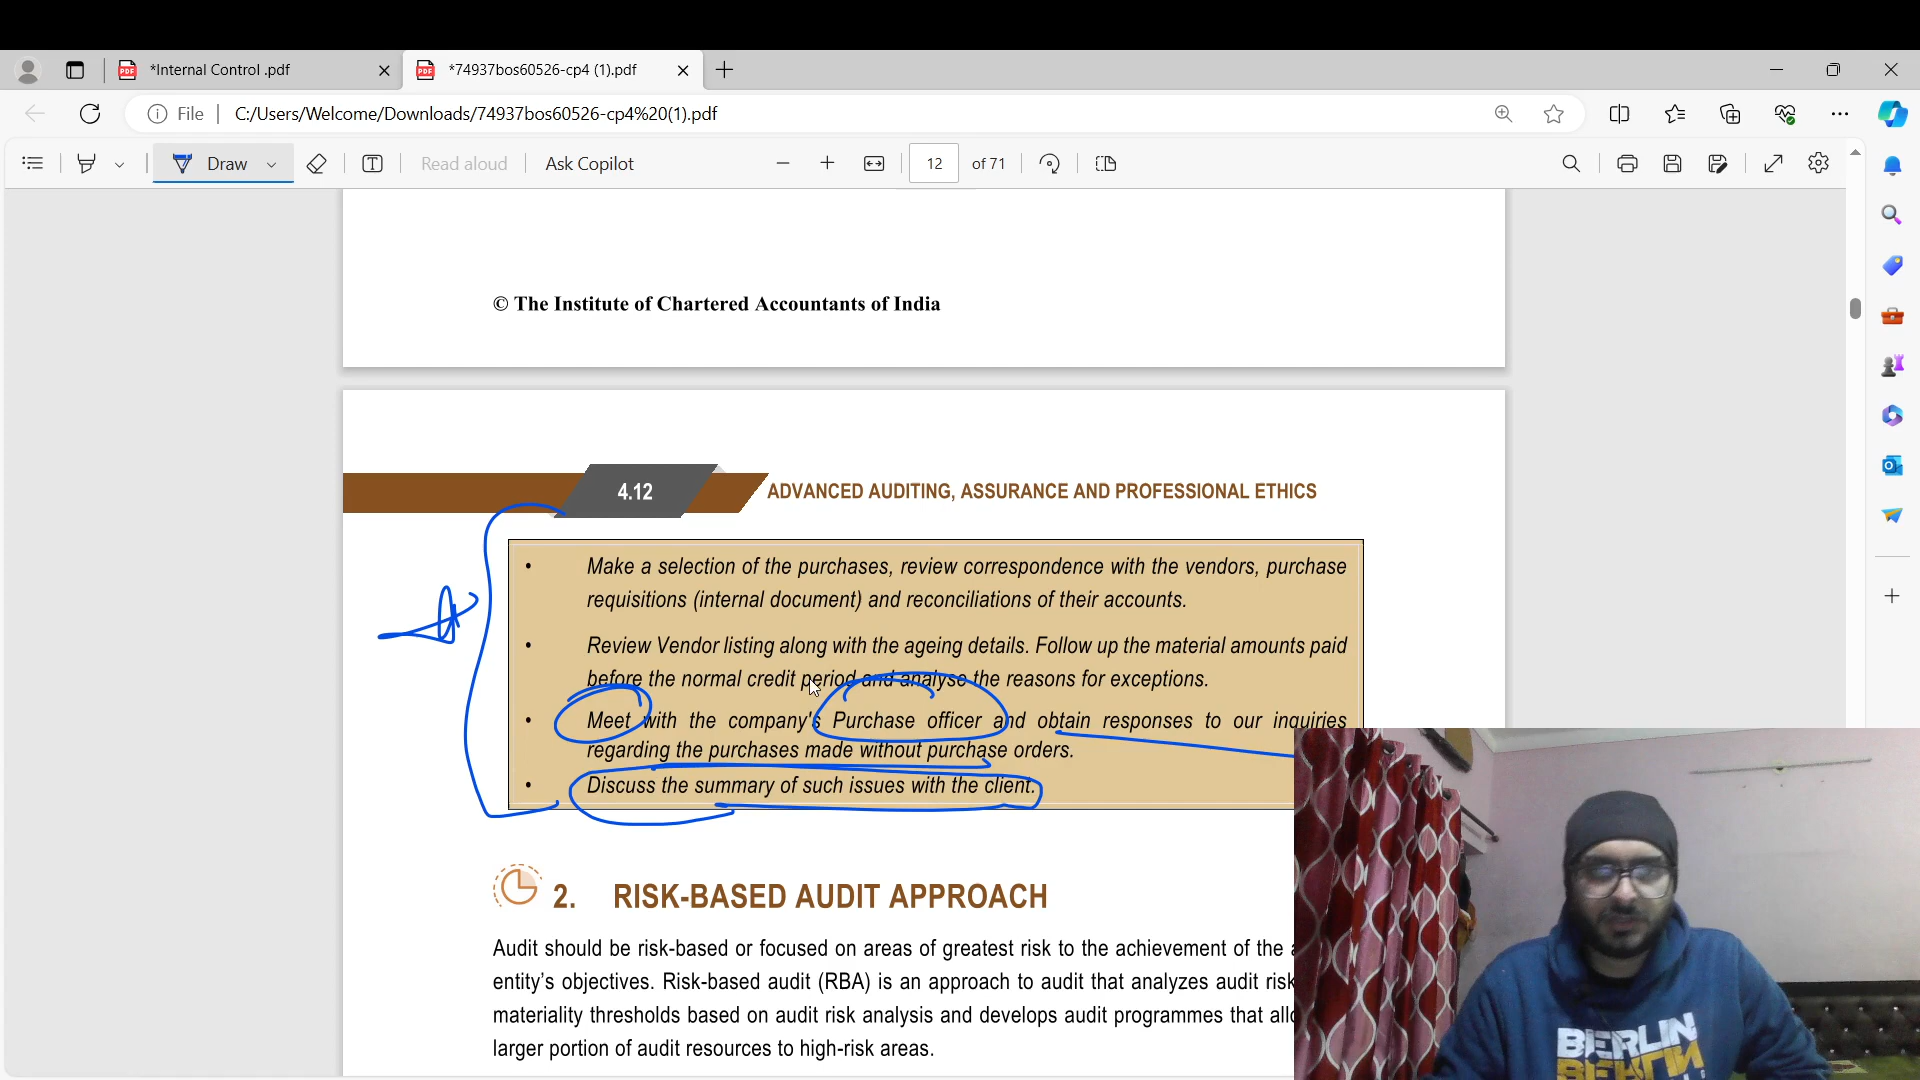 *Internal Control .pdf
*74937bos60526-cp4 (1).pdf
File
C:/Users/Welcome/Downloads/74937bos60526-cp4%20(1).pdf
Draw
Read aloud
Ask Copilot
12
of 71
© The Institute of Chartered Accountants of India
4.12
ADVANCED AUDITING, ASSURANCE AND PROFESSIONAL ETHICS
• Make a selection of the purchases, review correspondence with the vendors, purchase
requisitions (internal document) and reconciliations of their accounts.
• Review Vendor listing along with the ageing details. Follow up the material amounts paid
before the normal credit period and analyse the reasons for exceptions.
• Meet with the company's Purchase officer and obtain responses to our inquiries
regarding the purchases made without purchase orders.
• Discuss the summary of such issues with the client.
2. RISK-BASED AUDIT APPROACH
Audit should be risk-based or focused on areas of greatest risk to the achievement of the
entity's objectives. Risk-based audit (RBA) is an approach to audit that analyzes audit risk
materiality thresholds based on audit risk analysis and develops audit programmes that
larger portion of audit resources to high-risk areas.
BERLIN
BERLIN